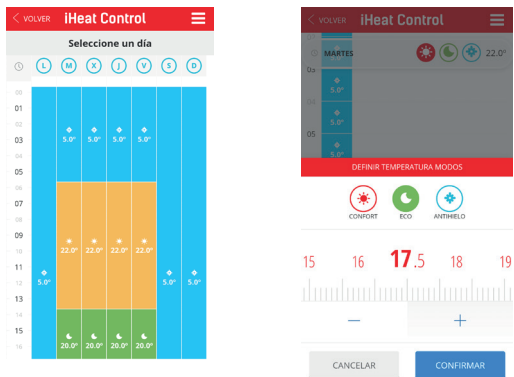 VOLVER iHeat Control
Seleccione un día
L M X J V S D
00
01
02
03
5.0° 5.0° 5.0° 5.0°
04
05
06
07
08
09
10
22.0° 22.0° 22.0° 22.0°
11
5.0° 5.0° 5.0°
12
13
14
15
20.0° 20.0° 20.0° 20.0°
16
VOLVER iHeat Control
MARTES 22.0°
5.0°
04
5.0°
05
5.0°
DEFINIR TEMPERATURA MODOS
CONFORT ECO ANTIHIELO
15 16 17.5 18 19
− +
CANCELAR CONFIRMAR